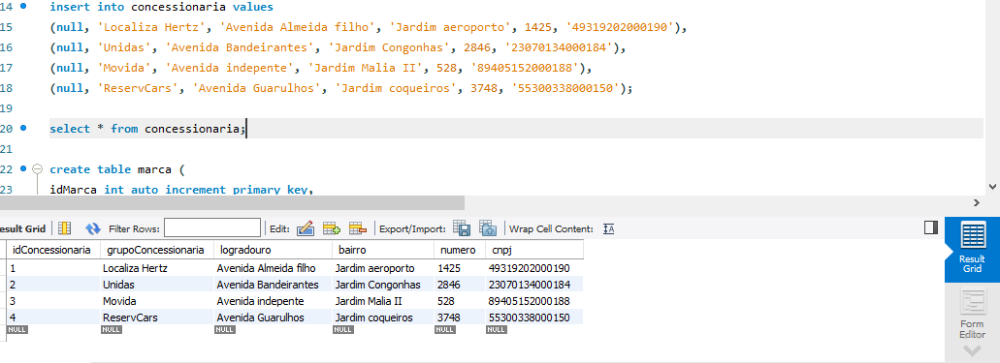 14 insert into concessionaria values
15 (null, 'Localiza Hertz', 'Avenida Almeida filho', 'Jardim aeroporto', 1425, '49319202000190'),
16 (null, 'Unidas', 'Avenida Bandeirantes', 'Jardim Congonhas', 2846, '23070134000184'),
17 (null, 'Movida', 'Avenida indepente', 'Jardim Malia II', 528, '89405152000188'),
18 (null, 'ReservCars', 'Avenida Guarulhos', 'Jardim coqueiros', 3748, '55300338000150');
19
20 select * from concessionaria;
21
22 create table marca (
23 idMarca int auto increment primary key,
esult Grid Filter Rows: Edit: Export/Import: Wrap Cell Content: IA
idConcessionaria grupoConcessionaria logradouro bairro numero cnpj
1 Localiza Hertz Avenida Almeida filho Jardim aeroporto 1425 49319202000190
2 Unidas Avenida Bandeirantes Jardim Congonhas 2846 23070134000184
3 Movida Avenida indepente Jardim Malia II 528 89405152000188
4 ReservCars Avenida Guarulhos Jardim coqueiros 3748 55300338000150
NULL NULL NULL NULL NULL NULL
Result
Grid
Form
Editor